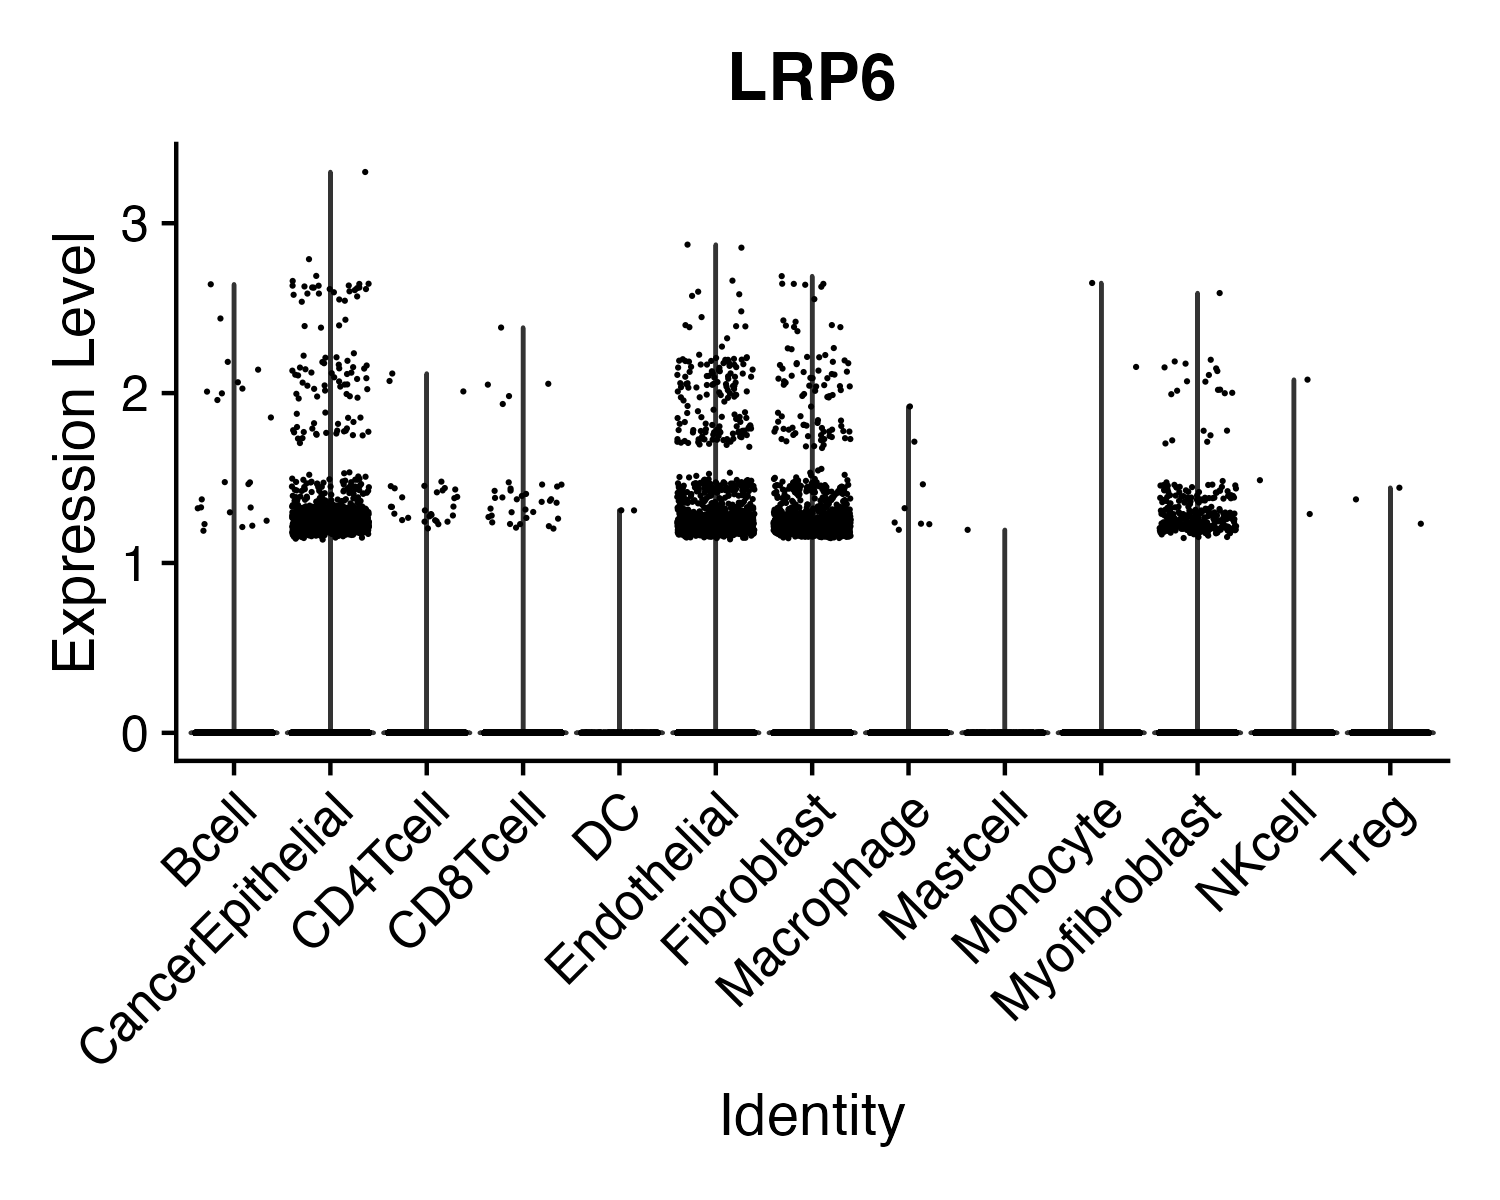 LRP6
Expression Level
3
2
1
0
Bcell
CancerEpithelial
CD4Tcell
CD8Tcell
DC
Endothelial
Fibroblast
Macrophage
Mastcell
Monocyte
Myofibroblast
NKcell
Treg
Identity